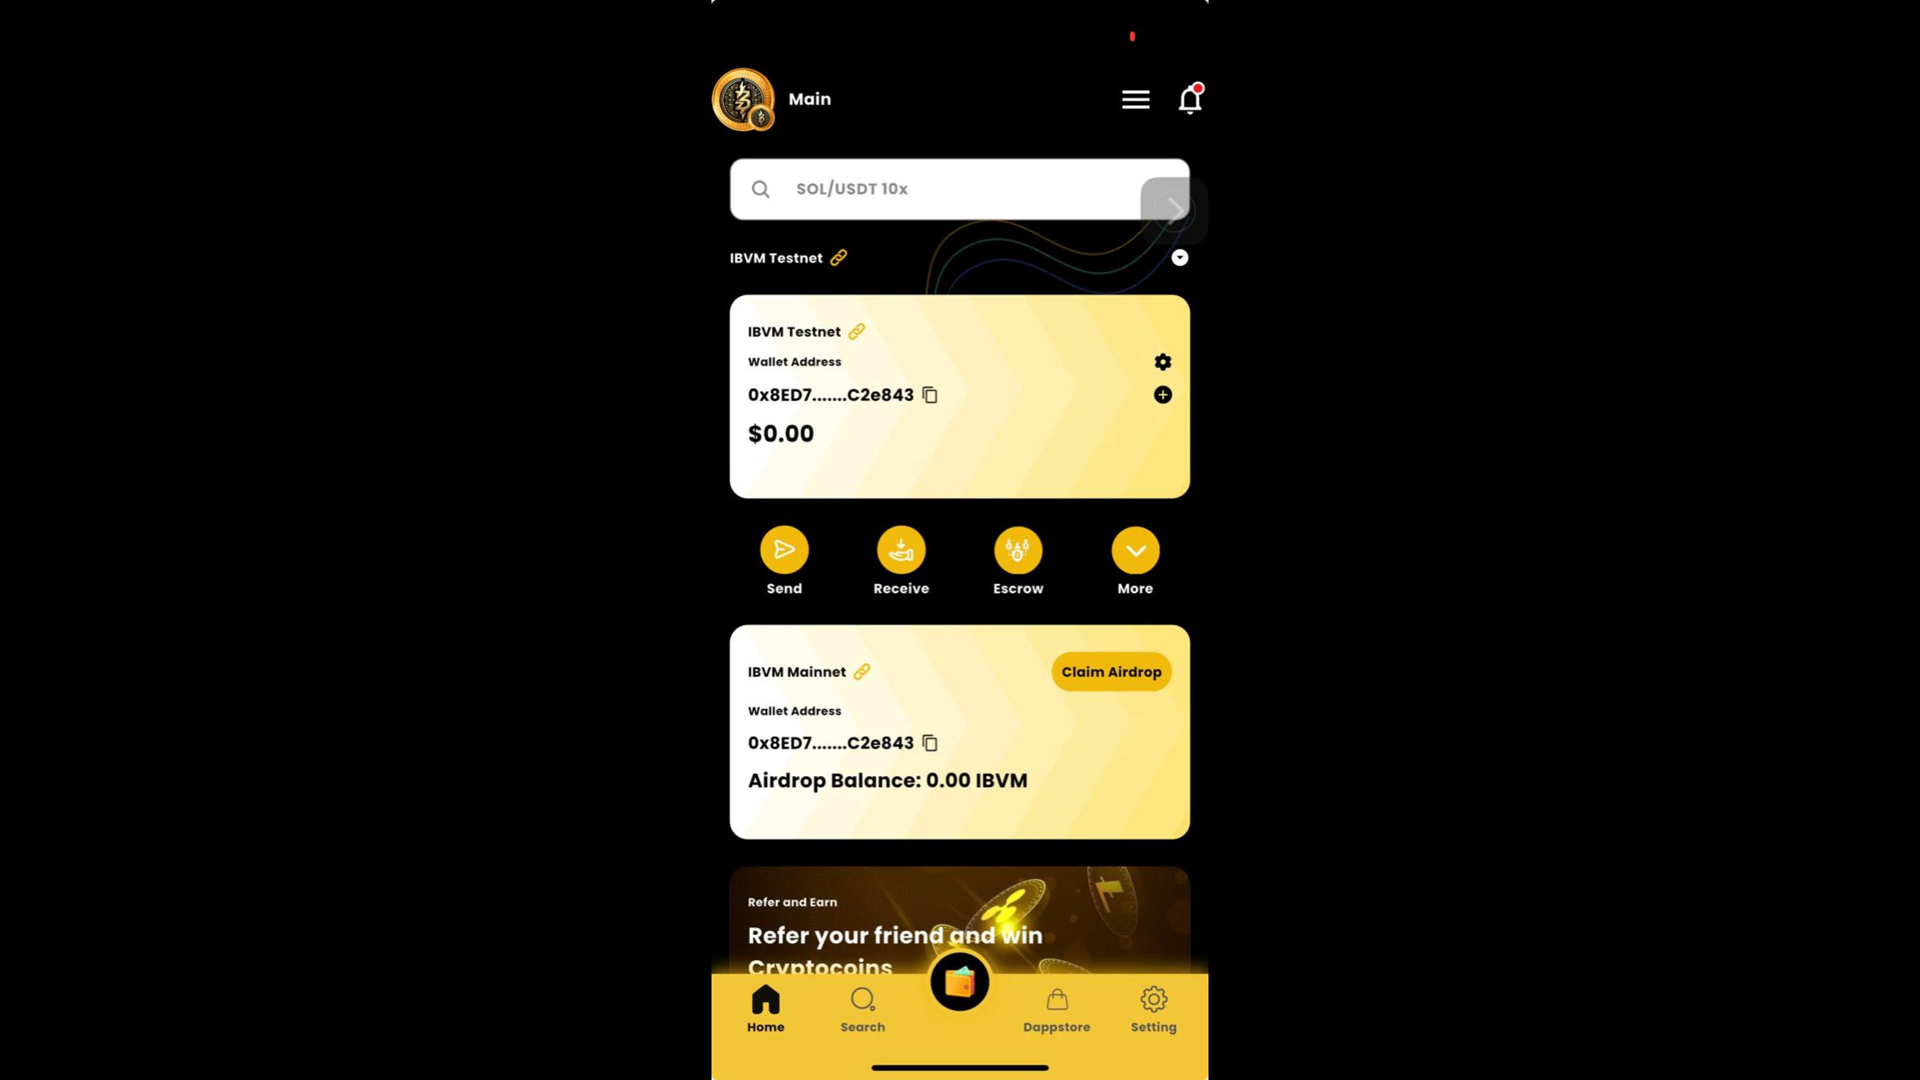 Main
SOL/USDT 10x
IBVM Testnet
IBVM Testnet
Wallet Address
0x8ED7.......C2e843
$0.00
Send
Receive
Escrow
More
IBVM Mainnet
Claim Airdrop
Wallet Address
0x8ED7.......C2e843
Airdrop Balance: 0.00 IBVM
Refer and Earn
Refer your friend and win
Cryptocoins
Home
Search
Dappstore
Setting